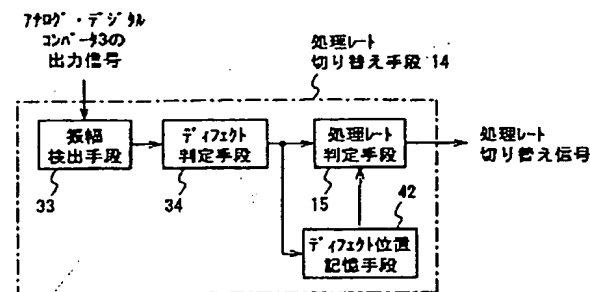 ｱﾅﾛｸﾞ・ﾃﾞｼﾞﾀﾙ
ｺﾝﾊﾞｰﾀ3の
出力信号
処理ﾚｰﾄ
切り替え手段 14
振幅
検出手段
33
ﾃﾞｨﾌｪｸﾄ
判定手段
34
処理ﾚｰﾄ
判定手段
15
処理ﾚｰﾄ
切り替え信号
42
ﾃﾞｨﾌｪｸﾄ位置
記憶手段